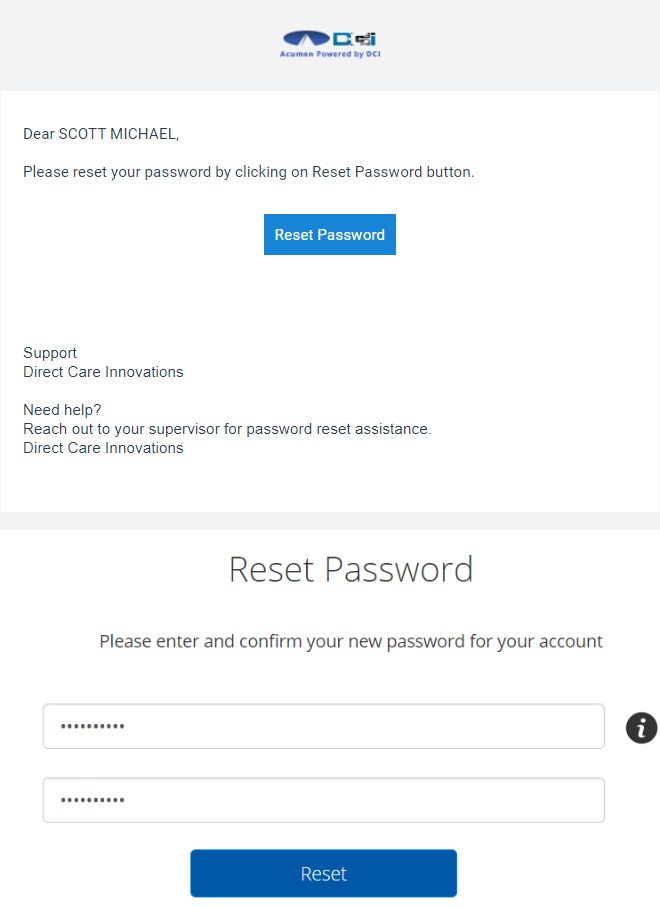 DCi
Acumen Powered by DCI
Dear SCOTT MICHAEL,
Please reset your password by clicking on Reset Password button.
Reset Password
Support
Direct Care Innovations
Need help?
Reach out to your supervisor for password reset assistance.
Direct Care Innovations
Reset Password
Please enter and confirm your new password for your account
••••••••••
i
••••••••••
Reset